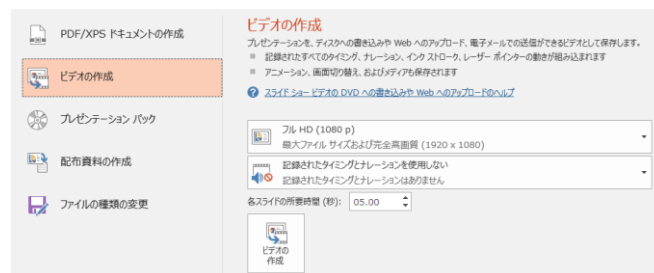 PDF/XPS ドキュメントの作成
ビデオの作成
プレゼンテーション パック
配布資料の作成
ファイルの種類の変更
ビデオの作成
プレゼンテーションを、ディスクへの書き込みや Web へのアップロード、電子メールでの送信ができるビデオとして保存します。
記録されたすべてのタイミング、ナレーション、インク ストローク、レーザー ポインターの動きが組み込まれます
アニメーション、画面切り替え、およびメディアも保存されます
スライド ショー ビデオの DVD への書き込みや Web へのアップロードのヘルプ
フル HD (1080 p)
最大ファイル サイズおよび完全高画質 (1920 x 1080)
記録されたタイミングとナレーションを使用しない
記録されたタイミングとナレーションはありません
各スライドの所要時間 (秒): 05.00
ビデオの
作成